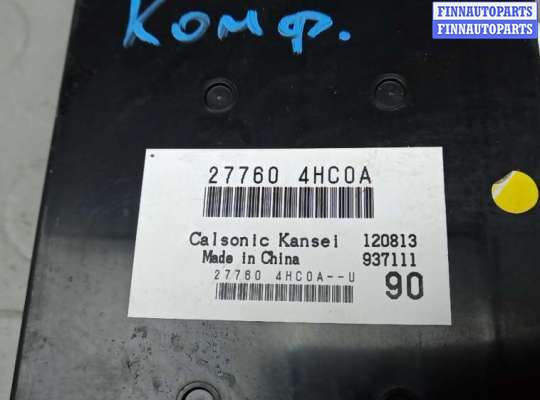 FINNAUTOPARTS
FINNAUTOPARTS
Комф.
27760 4HC0A
Calsonic Kansei 120813
Made in China 937111
27760 4HC0A--U
90